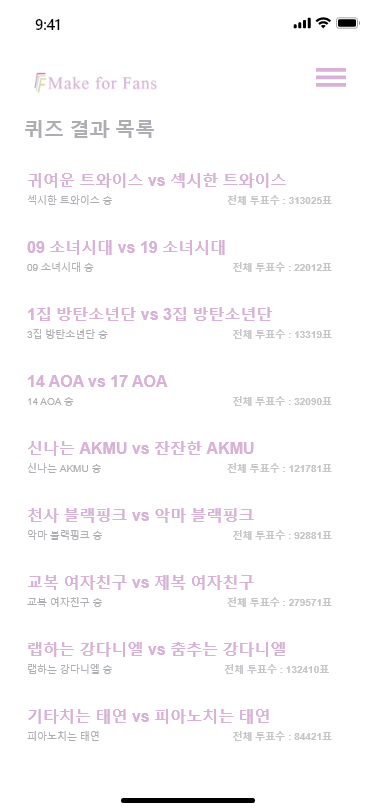 9:41
Make for Fans
퀴즈 결과 목록
귀여운 트와이스 vs 섹시한 트와이스
섹시한 트와이스 승 전체 투표수 : 313025표
09 소녀시대 vs 19 소녀시대
09 소녀시대 승 전체 투표수 : 22012표
1집 방탄소년단 vs 3집 방탄소년단
3집 방탄소년단 승 전체 투표수 : 13319표
14 AOA vs 17 AOA
14 AOA 승 전체 투표수 : 32090표
신나는 AKMU vs 잔잔한 AKMU
신나는 AKMU 승 전체 투표수 : 121781표
천사 블랙핑크 vs 악마 블랙핑크
악마 블랙핑크 승 전체 투표수 : 92881표
교복 여자친구 vs 제복 여자친구
교복 여자친구 승 전체 투표수 : 279571표
랩하는 강다니엘 vs 춤추는 강다니엘
랩하는 강다니엘 승 전체 투표수 : 132410표
기타치는 태연 vs 피아노치는 태연
피아노치는 태연 전체 투표수 : 84421표